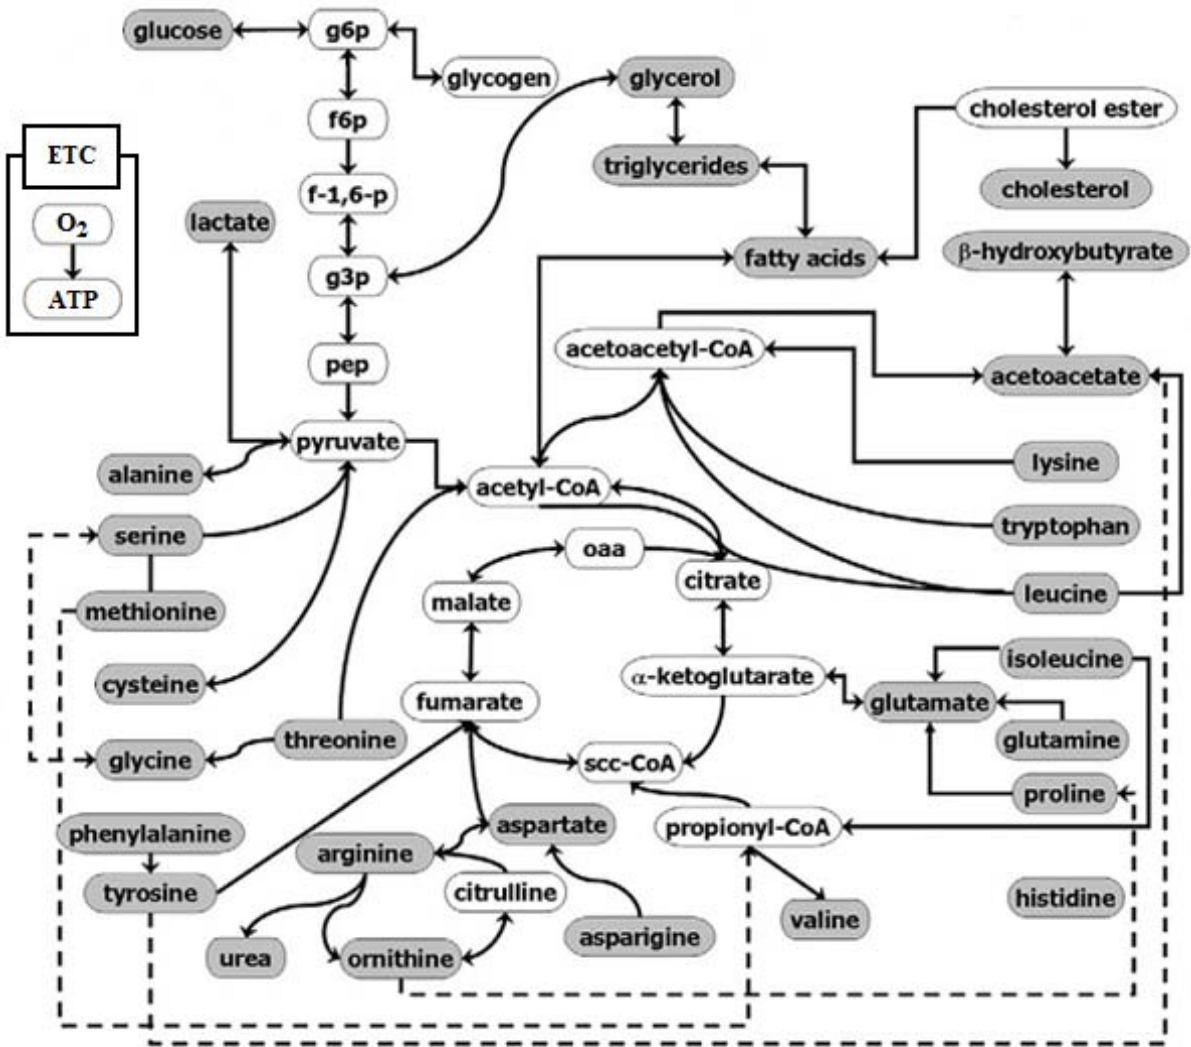 glucose
g6p
glycogen
glycerol
f6p
cholesterol ester
ETC
triglycerides
f-1,6-p
cholesterol
O2
lactate
fatty acids
β-hydroxybutyrate
g3p
ATP
acetoacetyl-CoA
pep
acetoacetate
pyruvate
alanine
lysine
acetyl-CoA
serine
tryptophan
oaa
citrate
leucine
malate
methionine
isoleucine
α-ketoglutarate
cysteine
fumarate
glutamate
threonine
glutamine
glycine
scc-CoA
proline
phenylalanine
aspartate
propionyl-CoA
arginine
tyrosine
citrulline
histidine
valine
asparigine
urea
ornithine